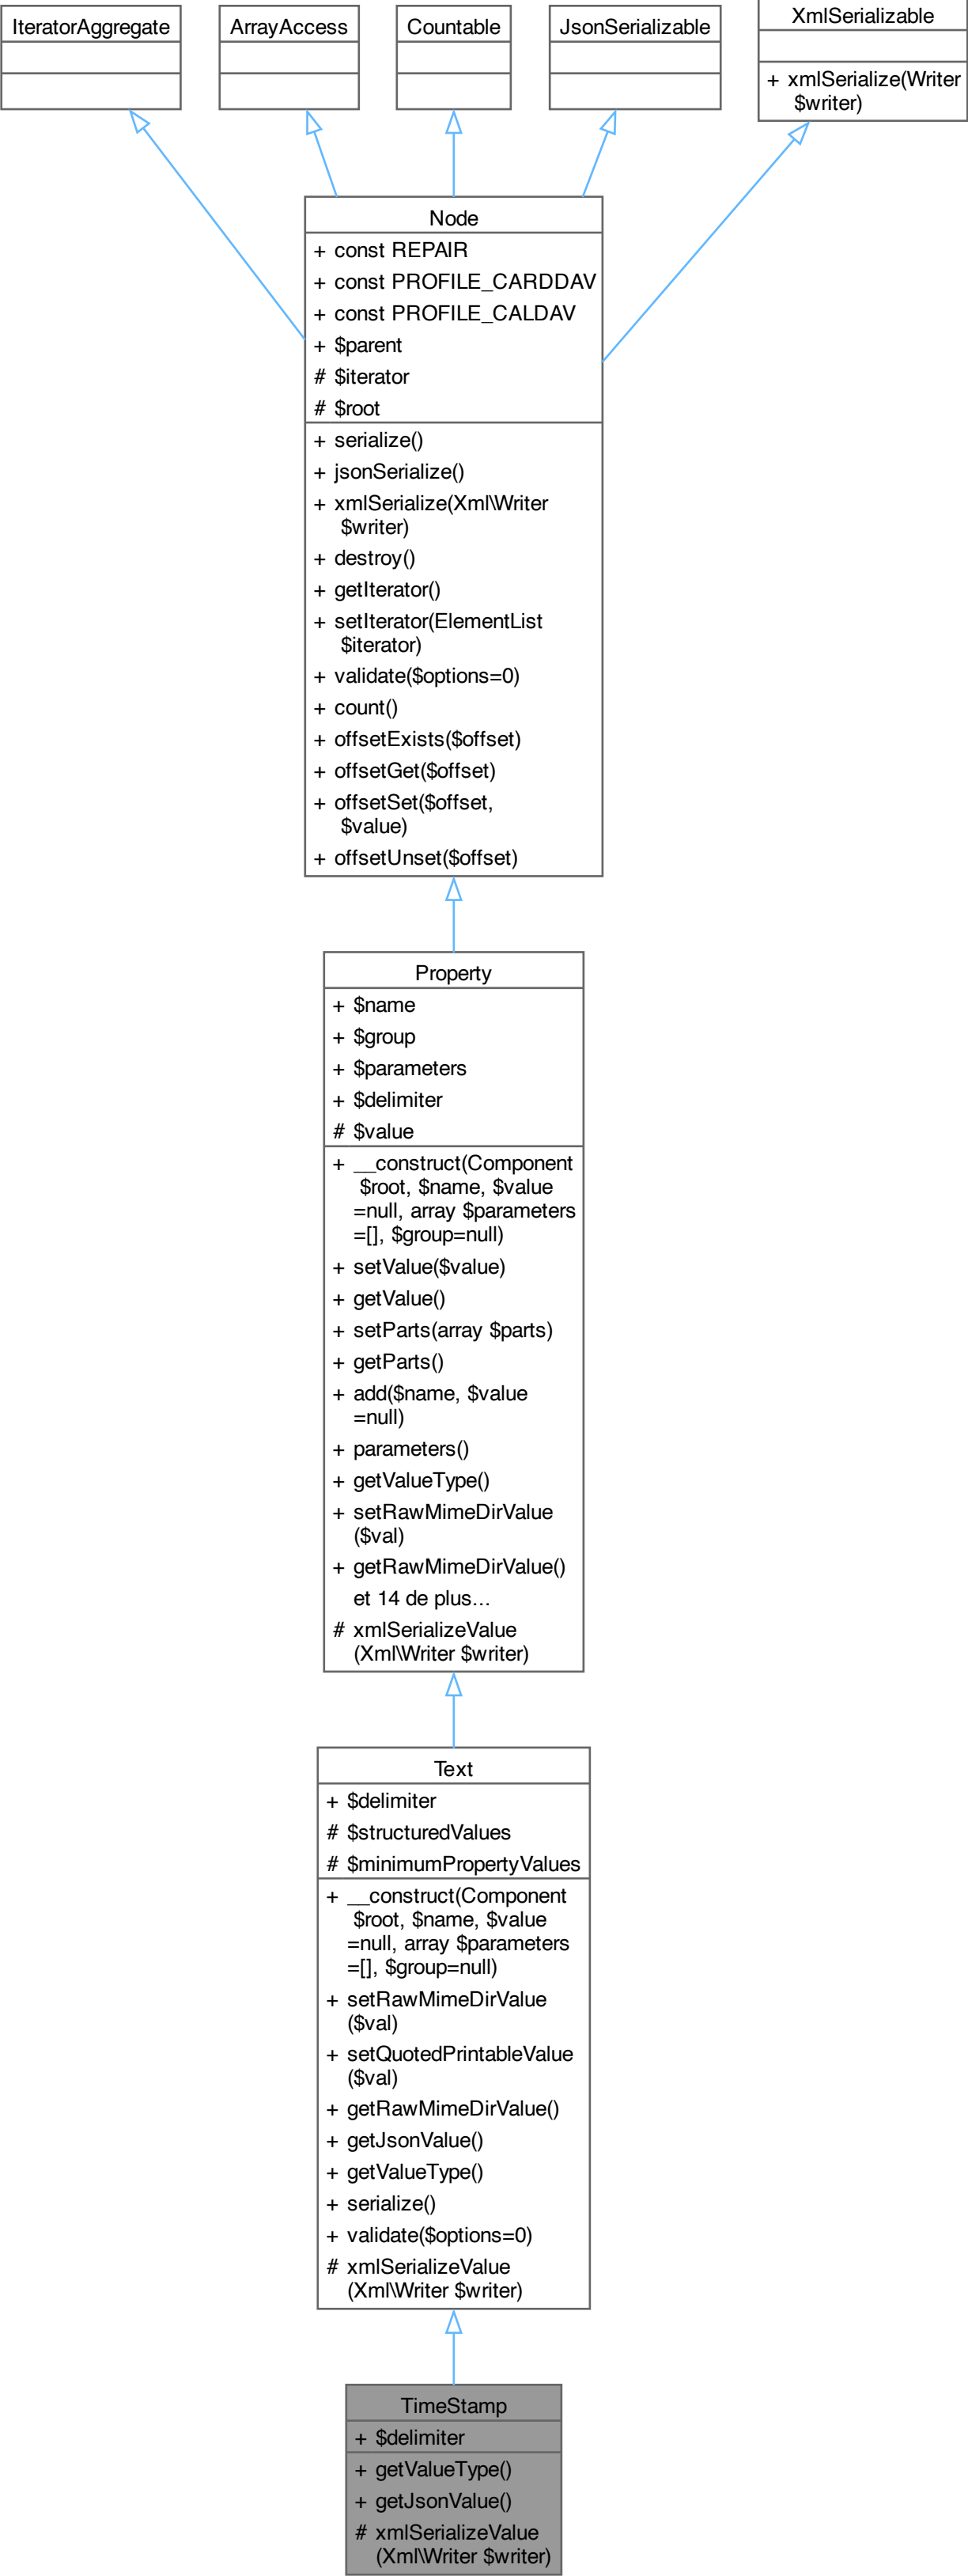 IteratorAggregate
ArrayAccess
Countable
JsonSerializable
XmlSerializable
+ xmlSerialize(Writer
$writer)
Node
+ const REPAIR
+ const PROFILE_CARDDAV
+ const PROFILE_CALDAV
+ $parent
# $iterator
# $root
+ serialize()
+ jsonSerialize()
+ xmlSerialize(Xml\Writer
$writer)
+ destroy()
+ getIterator()
+ setIterator(ElementList
$iterator)
+ validate($options=0)
+ count()
+ offsetExists($offset)
+ offsetGet($offset)
+ offsetSet($offset,
$value)
+ offsetUnset($offset)
Property
+ $name
+ $group
+ $parameters
+ $delimiter
# $value
+ __construct(Component
$root, $name, $value
=null, array $parameters
=[], $group=null)
+ setValue($value)
+ getValue()
+ setParts(array $parts)
+ getParts()
+ add($name, $value
=null)
+ parameters()
+ getValueType()
+ setRawMimeDirValue
($val)
+ getRawMimeDirValue()
et 14 de plus...
# xmlSerializeValue
(Xml\Writer $writer)
Text
+ $delimiter
# $structuredValues
# $minimumPropertyValues
+ __construct(Component
$root, $name, $value
=null, array $parameters
=[], $group=null)
+ setRawMimeDirValue
($val)
+ setQuotedPrintableValue
($val)
+ getRawMimeDirValue()
+ getJsonValue()
+ getValueType()
+ serialize()
+ validate($options=0)
# xmlSerializeValue
(Xml\Writer $writer)
TimeStamp
+ $delimiter
+ getValueType()
+ getJsonValue()
# xmlSerializeValue
(Xml\Writer $writer)